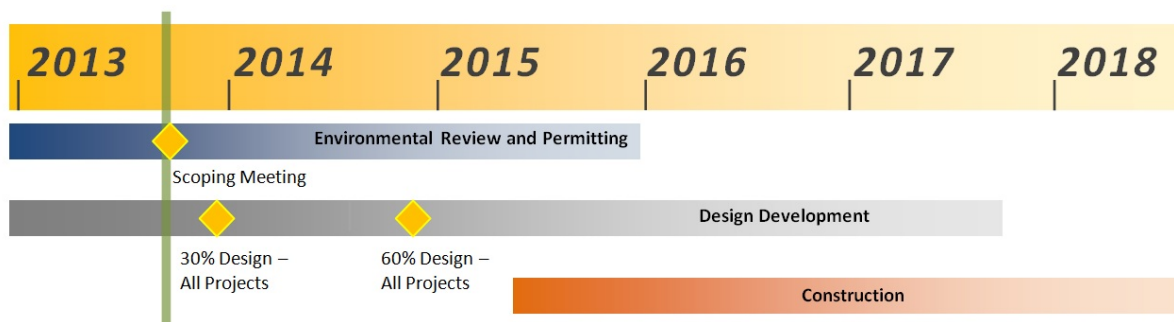 2013 2014 2015 2016 2017 2018
Environmental Review and Permitting
Scoping Meeting
Design Development
30% Design –
All Projects
60% Design –
All Projects
Construction